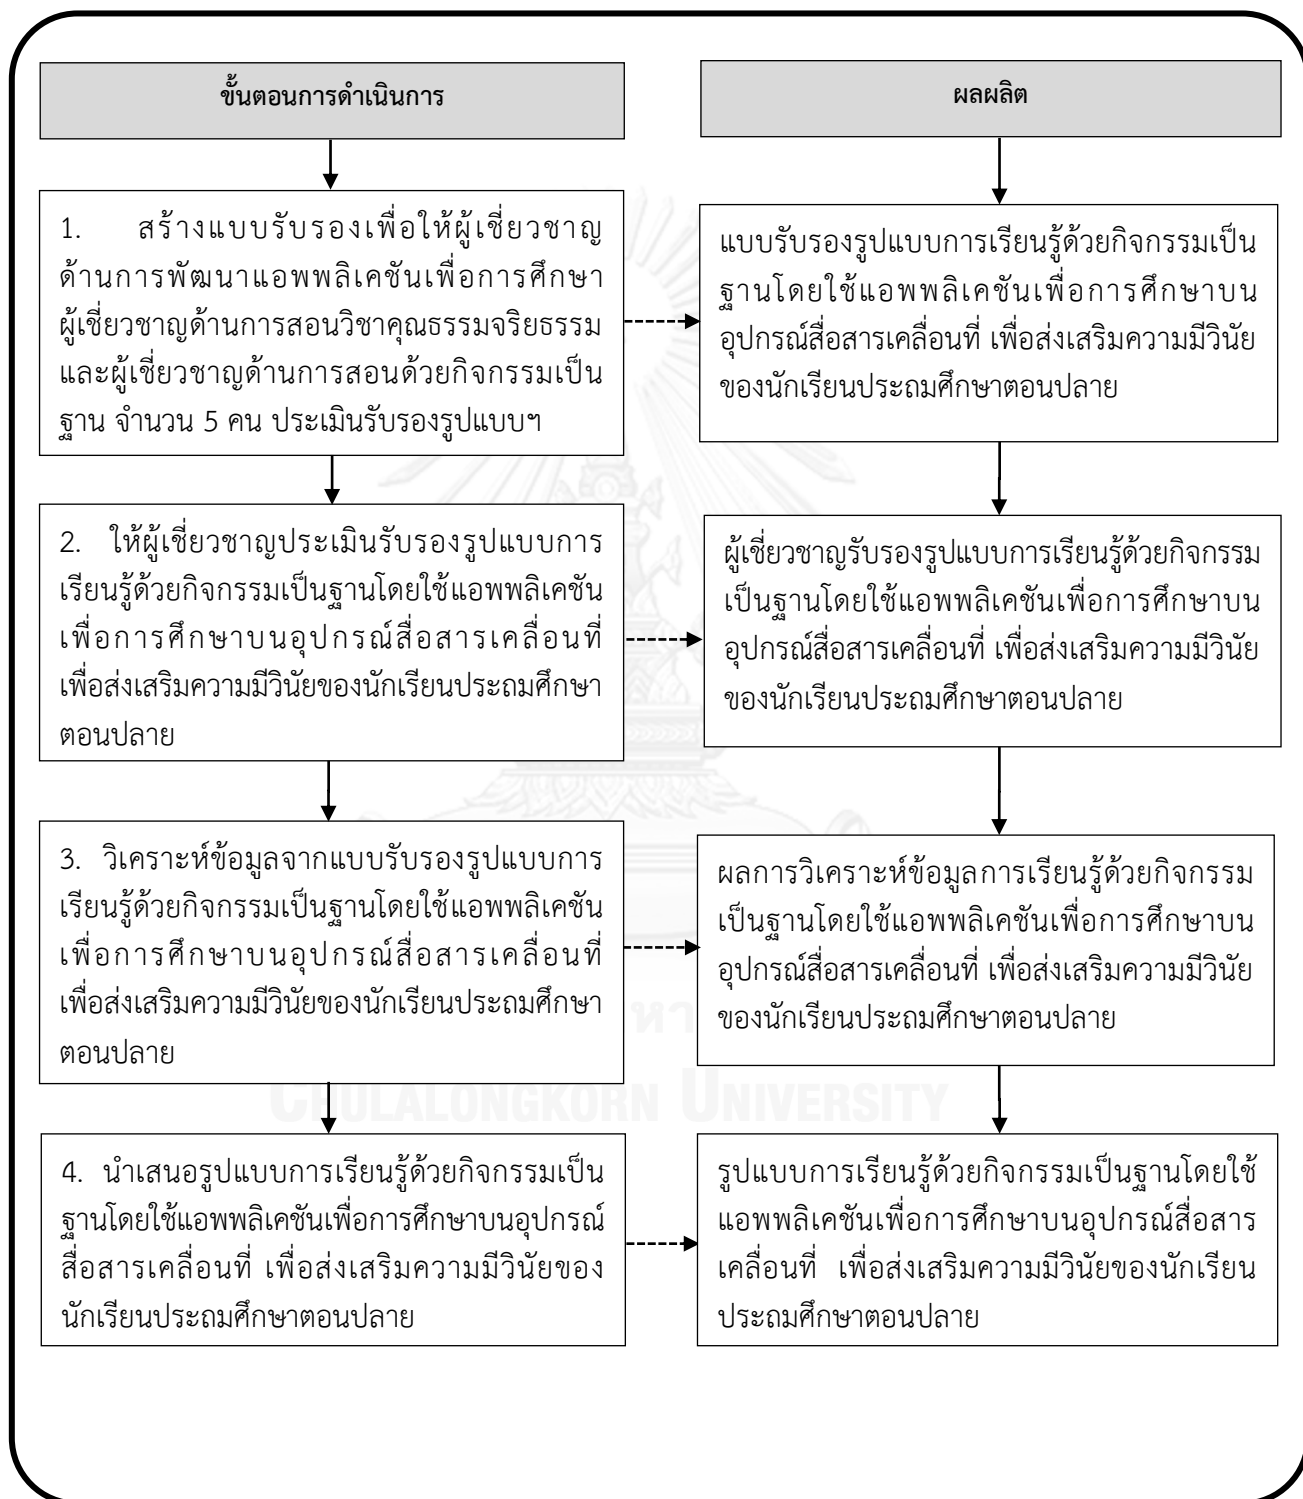 ขั้นตอนการดำเนินการ
ผลผลิต
1. สร้างแบบรับรองเพื่อให้ผู้เชี่ยวชาญ
ด้านการพัฒนาแอพพลิเคชันเพื่อการศึกษา
ผู้เชี่ยวชาญด้านการสอนวิชาคุณธรรมจริยธรรม
และผู้เชี่ยวชาญด้านการสอนด้วยกิจกรรมเป็น
ฐาน จำนวน 5 คน ประเมินรับรองรูปแบบฯ
แบบรับรองรูปแบบการเรียนรู้ด้วยกิจกรรมเป็น
ฐานโดยใช้แอพพลิเคชันเพื่อการศึกษาบน
อุปกรณ์สื่อสารเคลื่อนที่ เพื่อส่งเสริมความมีวินัย
ของนักเรียนประถมศึกษาตอนปลาย
2. ให้ผู้เชี่ยวชาญประเมินรับรองรูปแบบการ
เรียนรู้ด้วยกิจกรรมเป็นฐานโดยใช้แอพพลิเคชัน
เพื่อการศึกษาบนอุปกรณ์สื่อสารเคลื่อนที่
เพื่อส่งเสริมความมีวินัยของนักเรียนประถมศึกษา
ตอนปลาย
ผู้เชี่ยวชาญรับรองรูปแบบการเรียนรู้ด้วยกิจกรรม
เป็นฐานโดยใช้แอพพลิเคชันเพื่อการศึกษาบน
อุปกรณ์สื่อสารเคลื่อนที่ เพื่อส่งเสริมความมีวินัย
ของนักเรียนประถมศึกษาตอนปลาย
3. วิเคราะห์ข้อมูลจากแบบรับรองรูปแบบการ
เรียนรู้ด้วยกิจกรรมเป็นฐานโดยใช้แอพพลิเคชัน
เพื่อการศึกษาบนอุปกรณ์สื่อสารเคลื่อนที่
เพื่อส่งเสริมความมีวินัยของนักเรียนประถมศึกษา
ตอนปลาย
ผลการวิเคราะห์ข้อมูลการเรียนรู้ด้วยกิจกรรม
เป็นฐานโดยใช้แอพพลิเคชันเพื่อการศึกษาบน
อุปกรณ์สื่อสารเคลื่อนที่ เพื่อส่งเสริมความมีวินัย
ของนักเรียนประถมศึกษาตอนปลาย
CHULALONGKORN UNIVERSITY
4. นำเสนอรูปแบบการเรียนรู้ด้วยกิจกรรมเป็น
ฐานโดยใช้แอพพลิเคชันเพื่อการศึกษาบนอุปกรณ์
สื่อสารเคลื่อนที่ เพื่อส่งเสริมความมีวินัยของ
นักเรียนประถมศึกษาตอนปลาย
รูปแบบการเรียนรู้ด้วยกิจกรรมเป็นฐานโดยใช้
แอพพลิเคชันเพื่อการศึกษาบนอุปกรณ์สื่อสาร
เคลื่อนที่ เพื่อส่งเสริมความมีวินัยของนักเรียน
ประถมศึกษาตอนปลาย